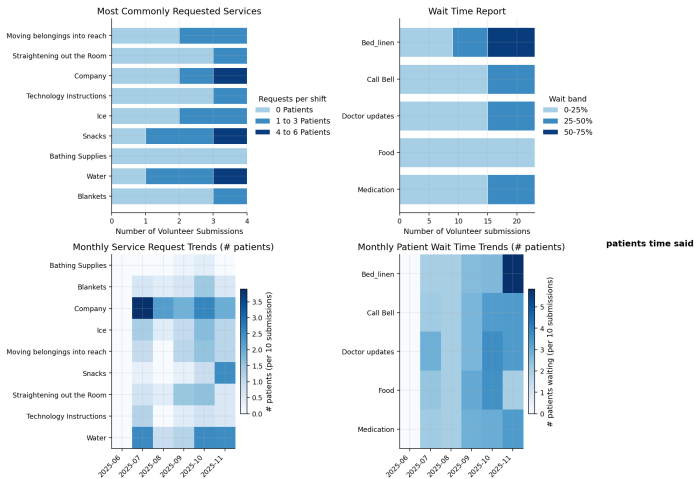 Most Commonly Requested Services
Moving belongings into reach
Straightening out the Room
Company
Technology Instructions
Ice
Snacks
Bathing Supplies
Water
Blankets
0 1 2 3 4
Number of Volunteer Submissions
Requests per shift
0 Patients
1 to 3 Patients
4 to 6 Patients
Wait Time Report
Bed_linen
Call Bell
Doctor updates
Food
Medication
0 5 10 15 20
Number of Volunteer submissions
Wait band
0-25%
25-50%
50-75%
Monthly Service Request Trends (# patients)
Bathing Supplies
Blankets
Company
Ice
Moving belongings into reach
Snacks
Straightening out the Room
Technology Instructions
Water
2025-06 2025-07 2025-08 2025-09 2025-10 2025-11
3.5
3.0
2.5
2.0
1.5
1.0
0.5
0.0
# patients (per 10 submissions)
Monthly Patient Wait Time Trends (# patients)
Bed_linen
Call Bell
Doctor updates
Food
Medication
2025-06 2025-07 2025-08 2025-09 2025-10 2025-11
5
4
3
2
1
0
# patients waiting (per 10 submissions)
patients time said